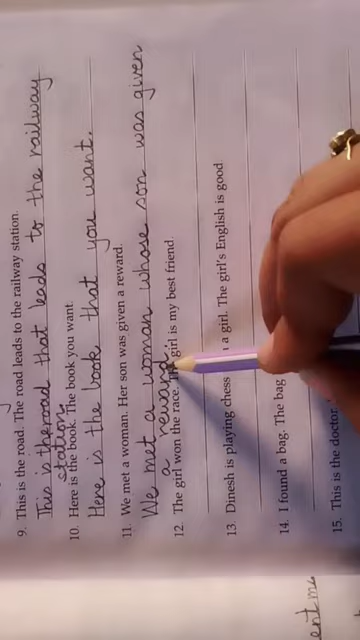 9. This is the road. The road leads to the railway station.
This is the road that leads to the railway
station.
10. Here is the book. The book you want.
Here is the book that you want.
11. We met a woman. Her son was given a reward.
We met a woman whose son was given
a reward.
12. The girl won the race. The girl is my best friend.
13 Dinesh is playing chess a girl. The girl's English is good
14. I found a bag. The bag
15. This is the doctor.
ent me